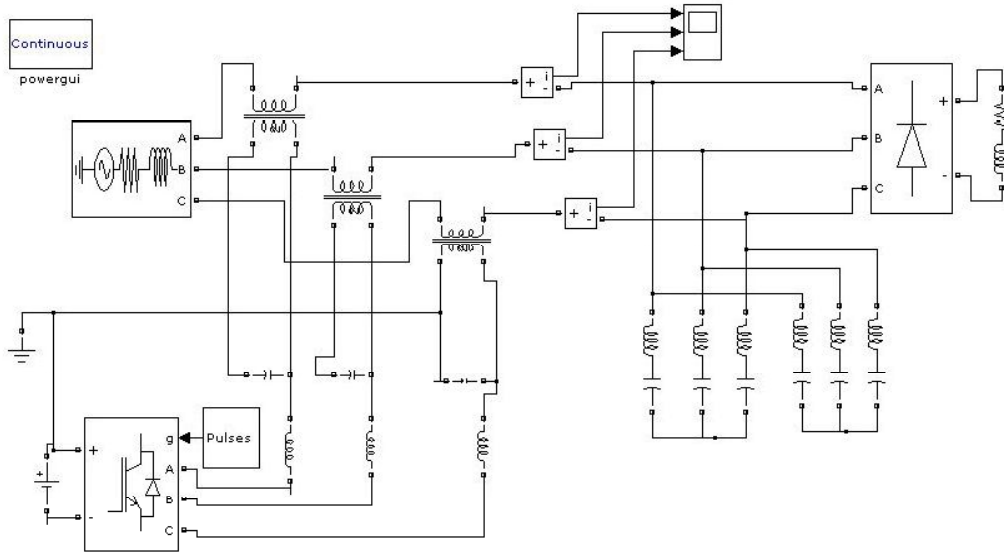 Continuous
powergui
A
B
C
+ i -
+ i -
+ i -
A
B
C
+
-
+
+
-
g
A
B
C
Pulses